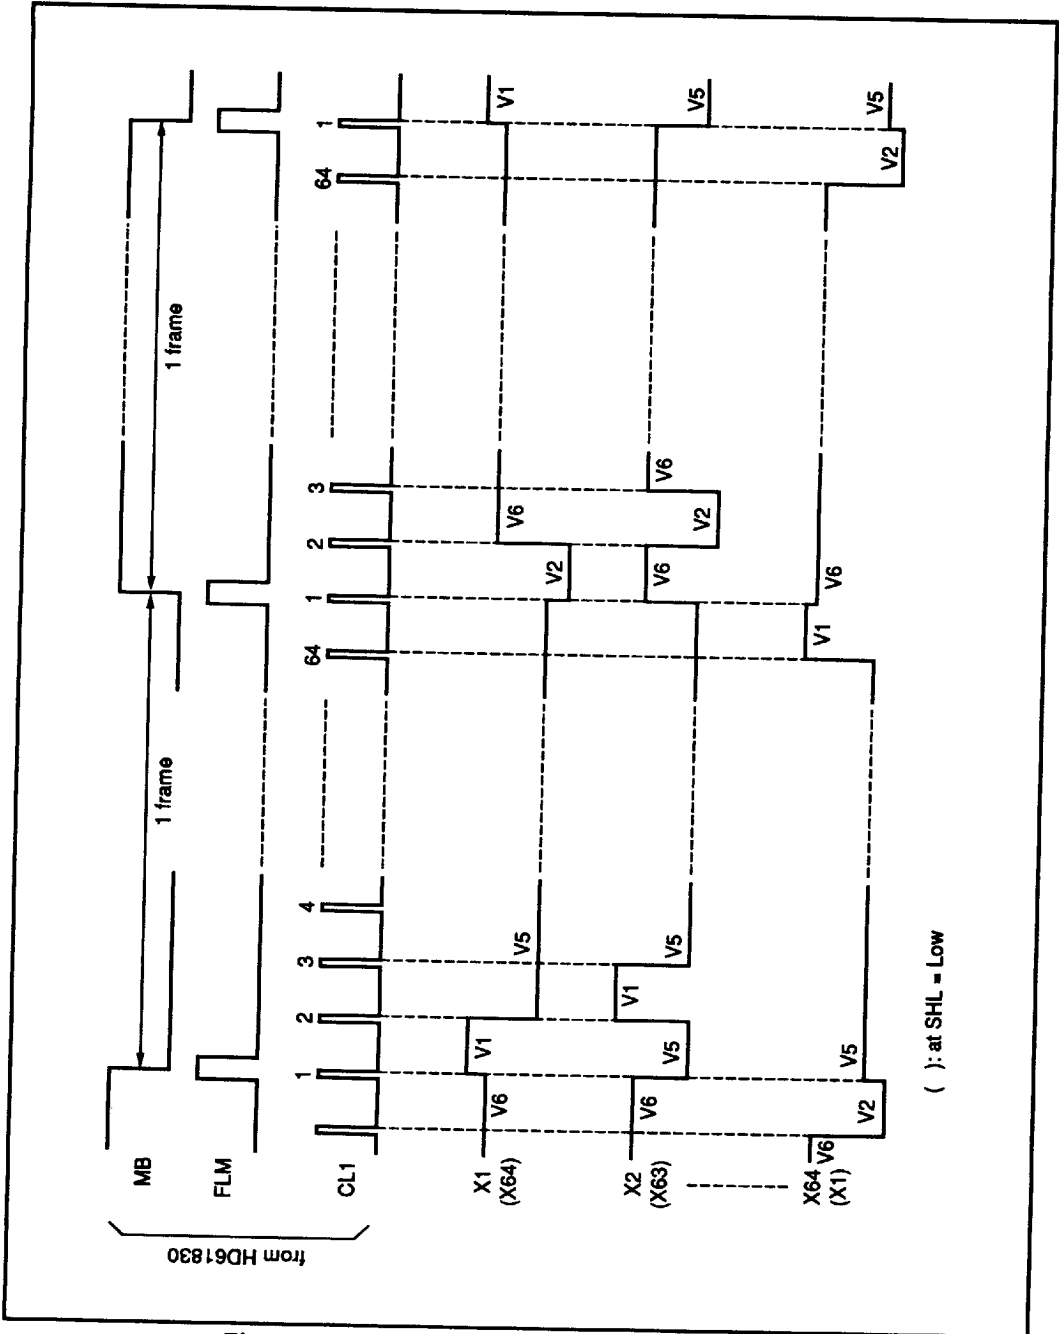 from HD61830
MB
1 frame
1 frame
FLM
CL1
1 2 3 4 64 1 2 3 64 1
X1
(X64)
V6 V1 V5 V2 V6 V1
X2
(X63)
V6 V5 V1 V5 V6 V2 V6 V5
X64
(X1)
V6 V2 V5 V1 V6 V2 V5
( ): at SHL = Low